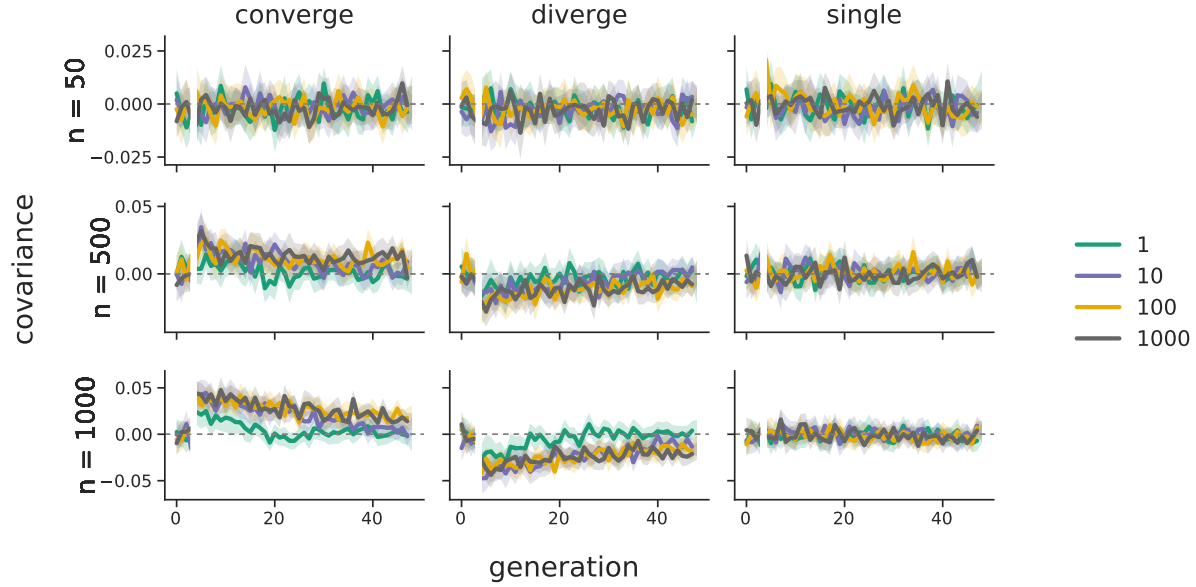 converge diverge single
n = 50
0.025
0.000
−0.025
covariance
n = 500
0.05
0.00
n = 1000
0.05
0.00
−0.05
0 20 40 0 20 40 0 20 40
generation
1
10
100
1000